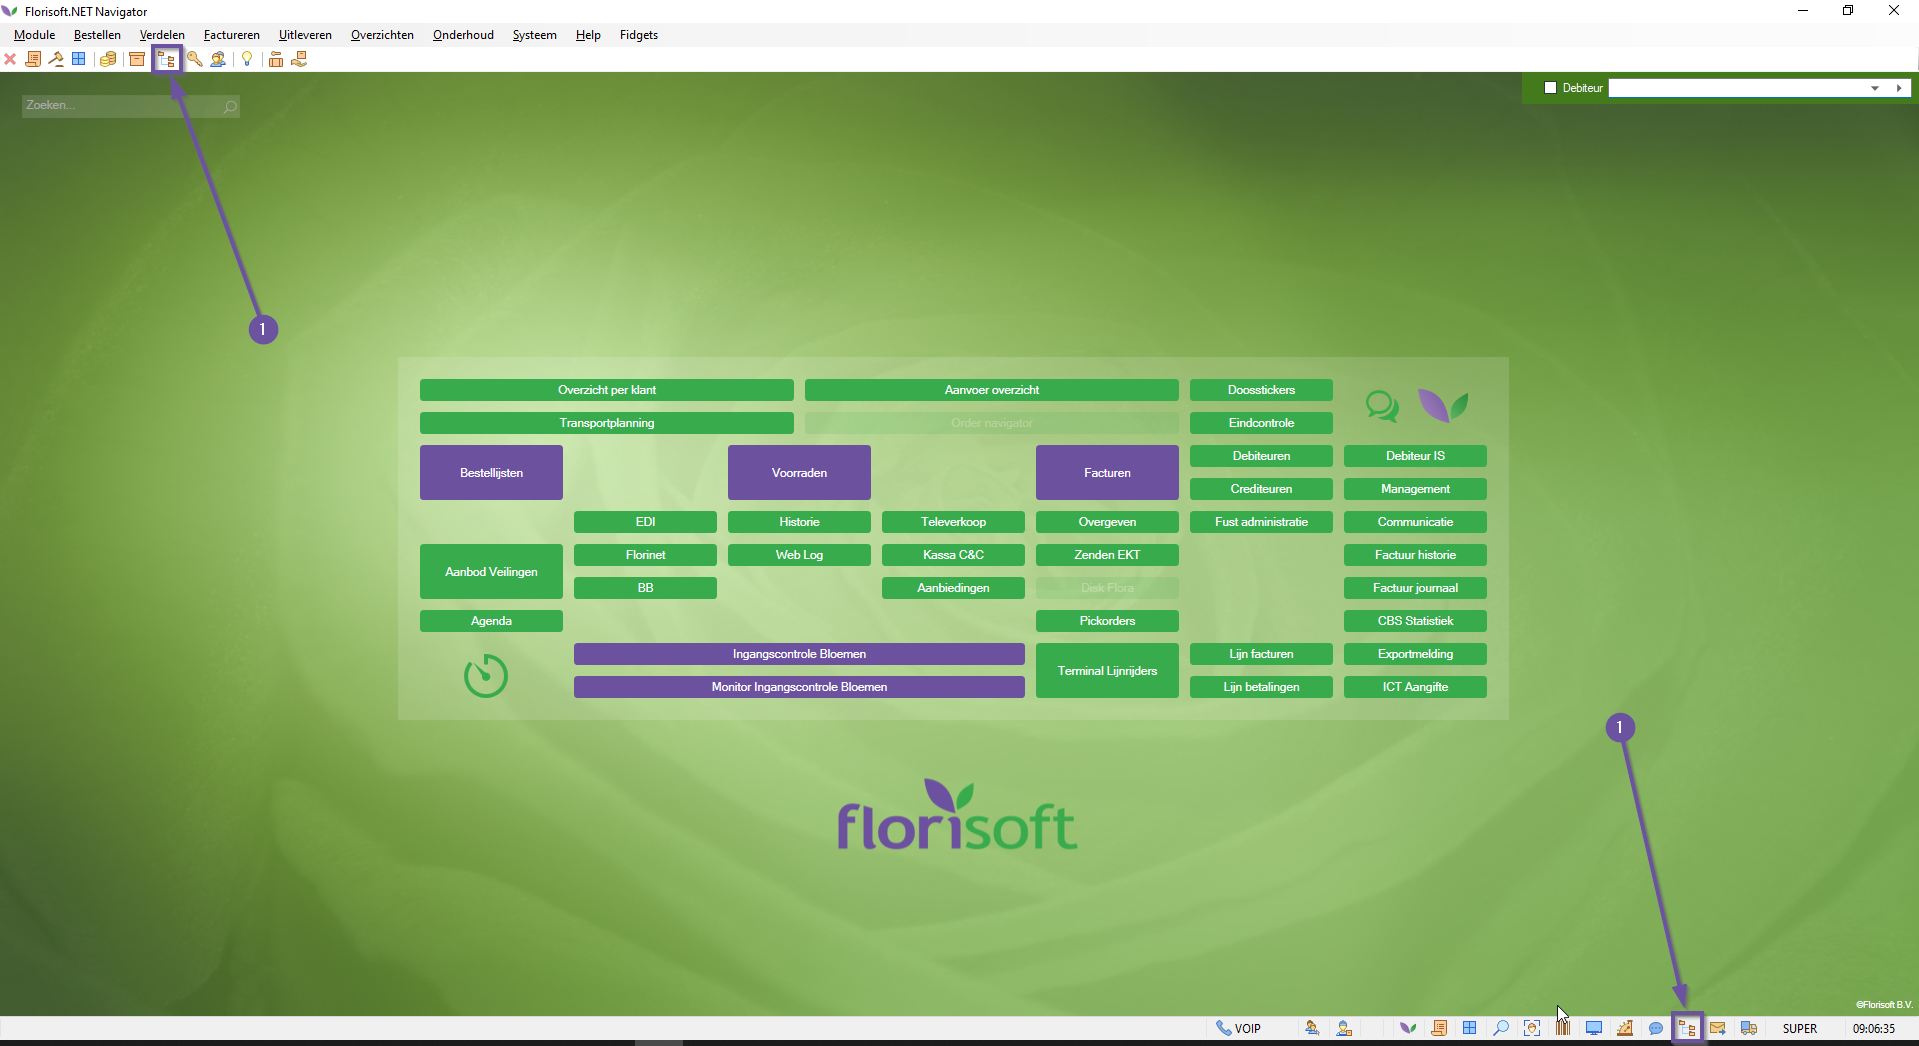 Florisoft.NET Navigator
Module Bestellen Verdelen Factureren Uitleveren Overzichten Onderhoud Systeem Help Fidgets
Zoeken...
Debiteur
1
Overzicht per klant Aanvoer overzicht Doosstickers
Transportplanning Order navigator Eindcontrole
Bestellijsten Voorraden Facturen Debiteuren Debiteur IS
Crediteuren Management
EDI Historie Televerkoop Overgeven Fust administratie Communicatie
Aanbod Veilingen Florinet Web Log Kassa C&C Zenden EKT Factuur historie
BB Aanbiedingen Disk Flora Factuur journaal
Agenda Pickorders CBS Statistiek
Ingangscontrole Bloemen Terminal Lijnrijders Lijn facturen Exportmelding
Monitor Ingangscontrole Bloemen Lijn betalingen ICT Aangifte
1
florisoft
©Florisoft B.V.
VOIP SUPER 09:06:35